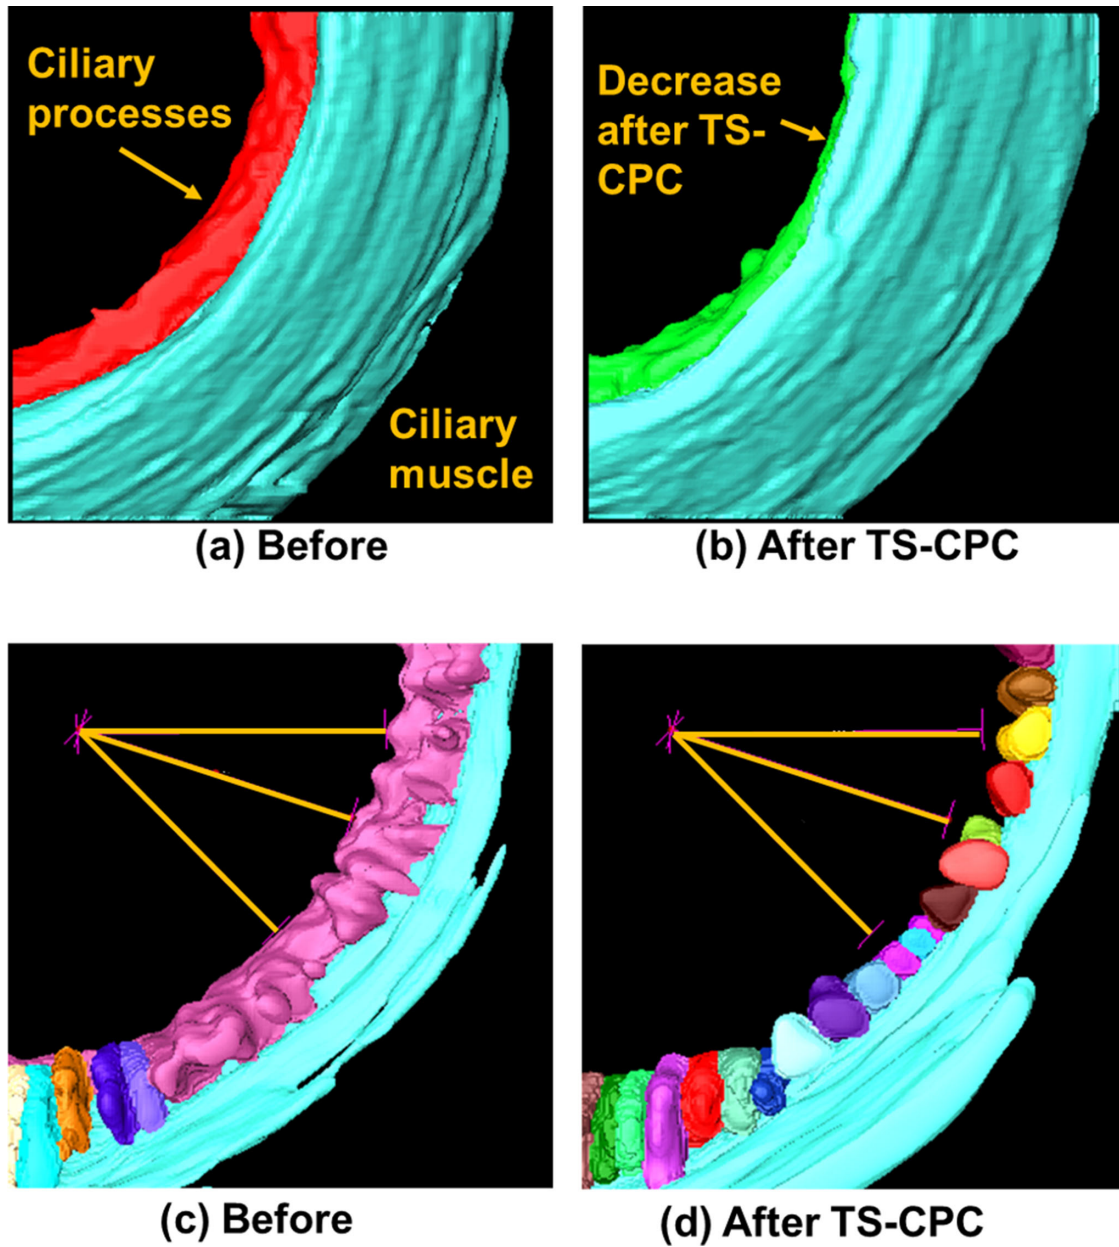 Ciliary
processes
Ciliary
muscle
(a) Before
Decrease
after TS-
CPC
(b) After TS-CPC
(c) Before
(d) After TS-CPC